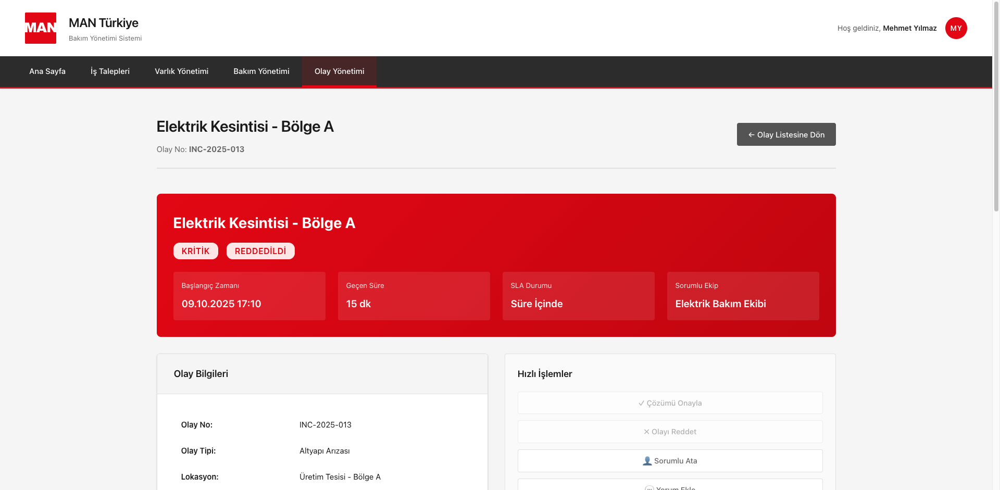 MAN
MAN Türkiye
Bakım Yönetimi Sistemi
Hoş geldiniz, Mehmet Yılmaz
MY
Ana Sayfa
İş Talepleri
Varlık Yönetimi
Bakım Yönetimi
Olay Yönetimi
Elektrik Kesintisi - Bölge A
Olay No: INC-2025-013
← Olay Listesine Dön
Elektrik Kesintisi - Bölge A
KRİTİK
REDDEDİLDİ
Başlangıç Zamanı
09.10.2025 17:10
Geçen Süre
15 dk
SLA Durumu
Süre İçinde
Sorumlu Ekip
Elektrik Bakım Ekibi
Olay Bilgileri
Olay No: INC-2025-013
Olay Tipi: Altyapı Arızası
Lokasyon: Üretim Tesisi - Bölge A
Hızlı İşlemler
✓ Çözümü Onayla
✕ Olayı Reddet
👤 Sorumlu Ata
💬 Yorum Ekle